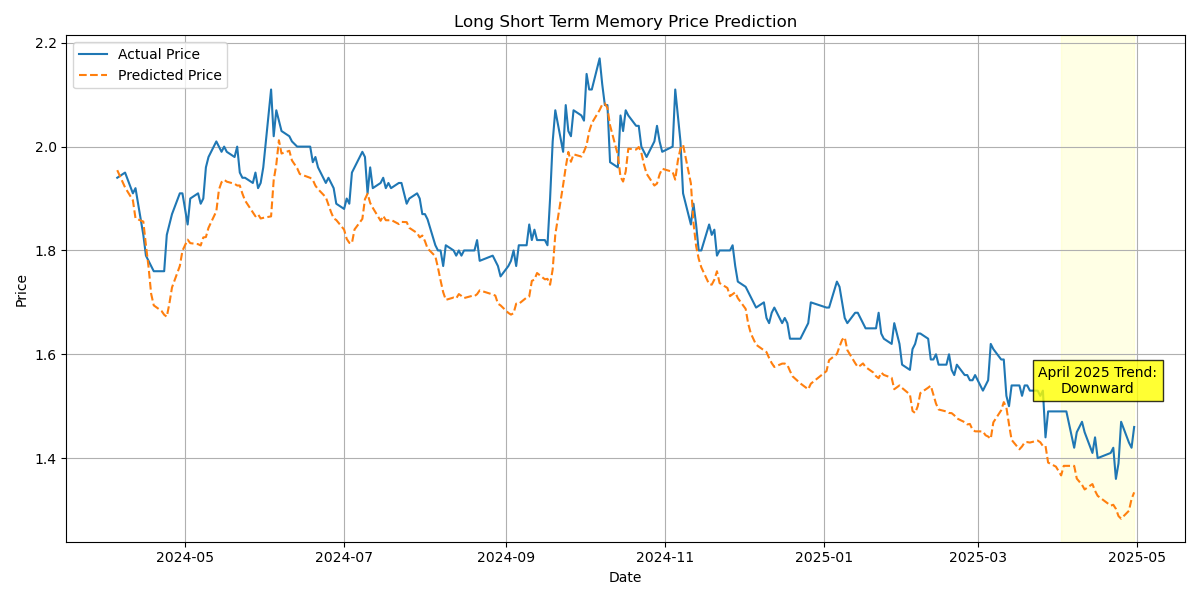 Long Short Term Memory Price Prediction
Actual Price
Predicted Price
2.2
2.0
1.8
1.6
1.4
Price
April 2025 Trend:
Downward
2024-05
2024-07
2024-09
2024-11
2025-01
2025-03
2025-05
Date